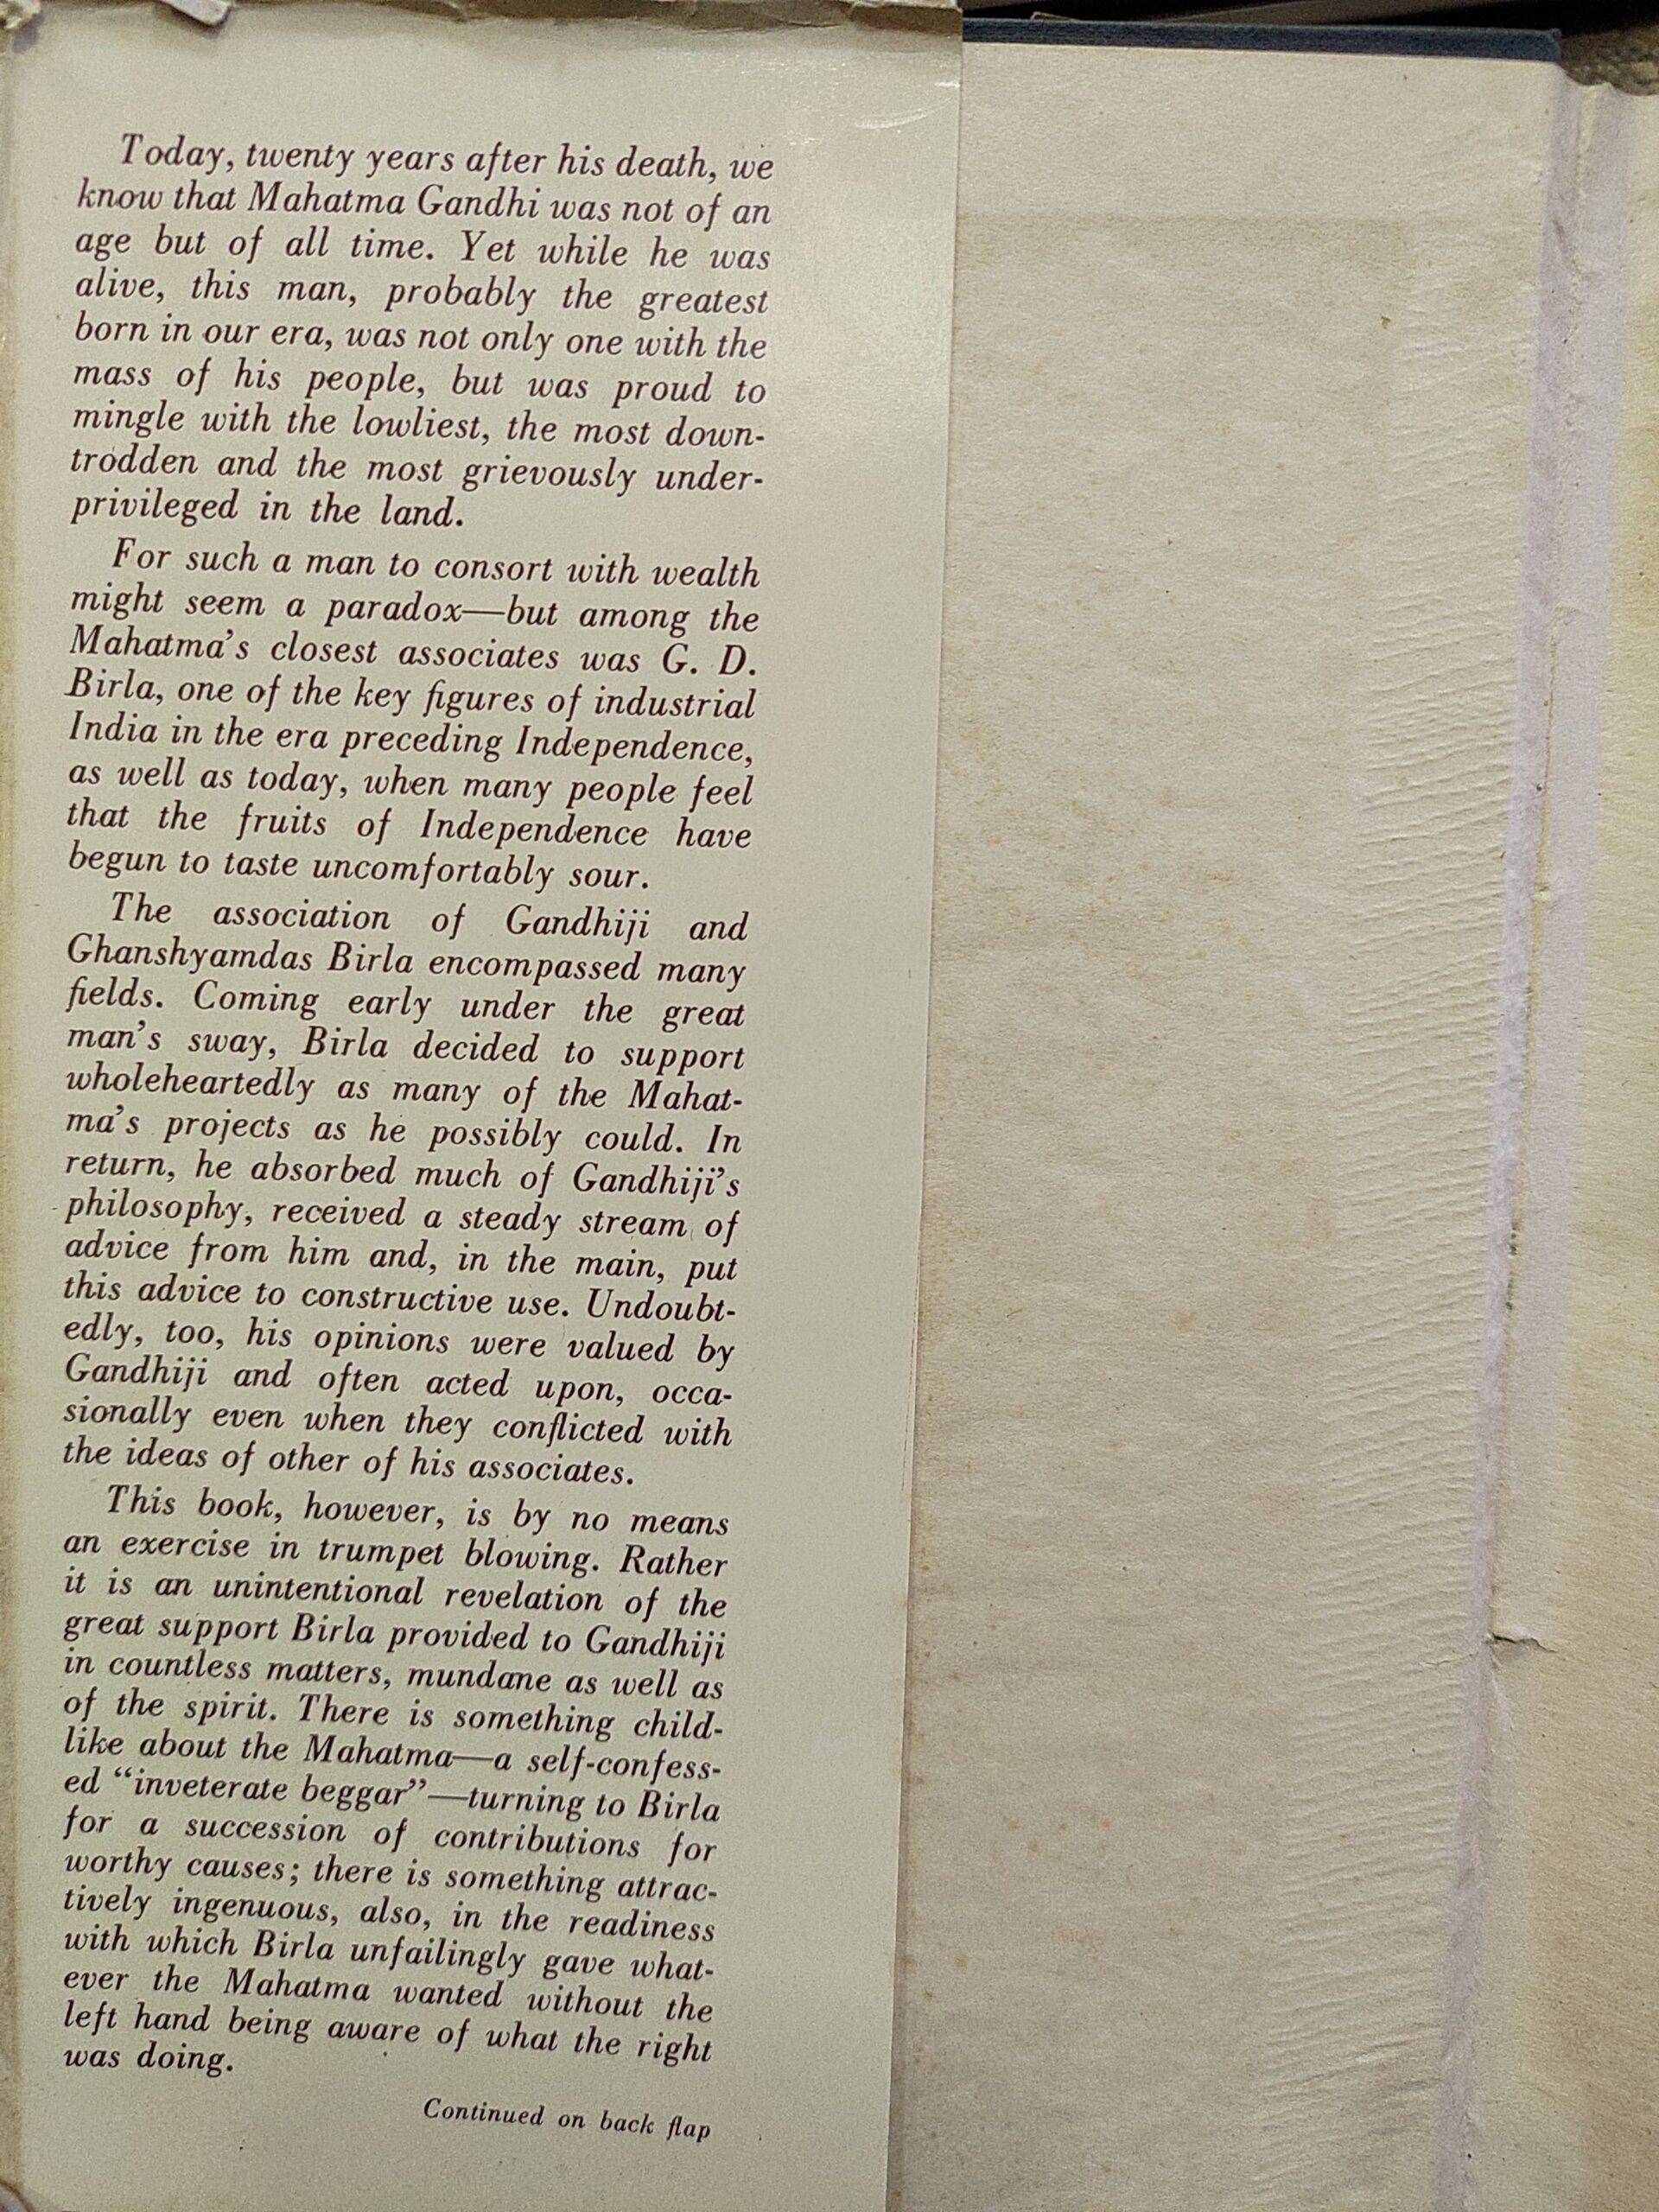 Today, twenty years after his death, we
know that Mahatma Gandhi was not of an
age but of all time. Yet while he was
alive, this man, probably the greatest
born in our era, was not only one with the
mass of his people, but was proud to
mingle with the lowliest, the most down-
trodden and the most grievously under-
privileged in the land.
For such a man to consort with wealth
might seem a paradox—but among the
Mahatma's closest associates was G. D.
Birla, one of the key figures of industrial
India in the era preceding Independence,
as well as today, when many people feel
that the fruits of Independence have
begun to taste uncomfortably sour.
The association of Gandhiji and
Ghanshyamdas Birla encompassed many
fields. Coming early under the great
man's sway, Birla decided to support
wholeheartedly as many of the Mahat-
ma's projects as he possibly could. In
return, he absorbed much of Gandhiji's
philosophy, received a steady stream of
advice from him and, in the main, put
this advice to constructive use. Undoubt-
edly, too, his opinions were valued by
Gandhiji and often acted upon, occa-
sionally even when they conflicted with
the ideas of other of his associates.
This book, however, is by no means
an exercise in trumpet blowing. Rather
it is an unintentional revelation of the
great support Birla provided to Gandhiji
in countless matters, mundane as well as
of the spirit. There is something child-
like about the Mahatma—a self-confess-
ed "inveterate beggar"—turning to Birla
for a succession of contributions for
worthy causes; there is something attrac-
tively ingenuous, also, in the readiness
with which Birla unfailingly gave what-
ever the Mahatma wanted without the
left hand being aware of what the right
was doing.
Continued on back flap